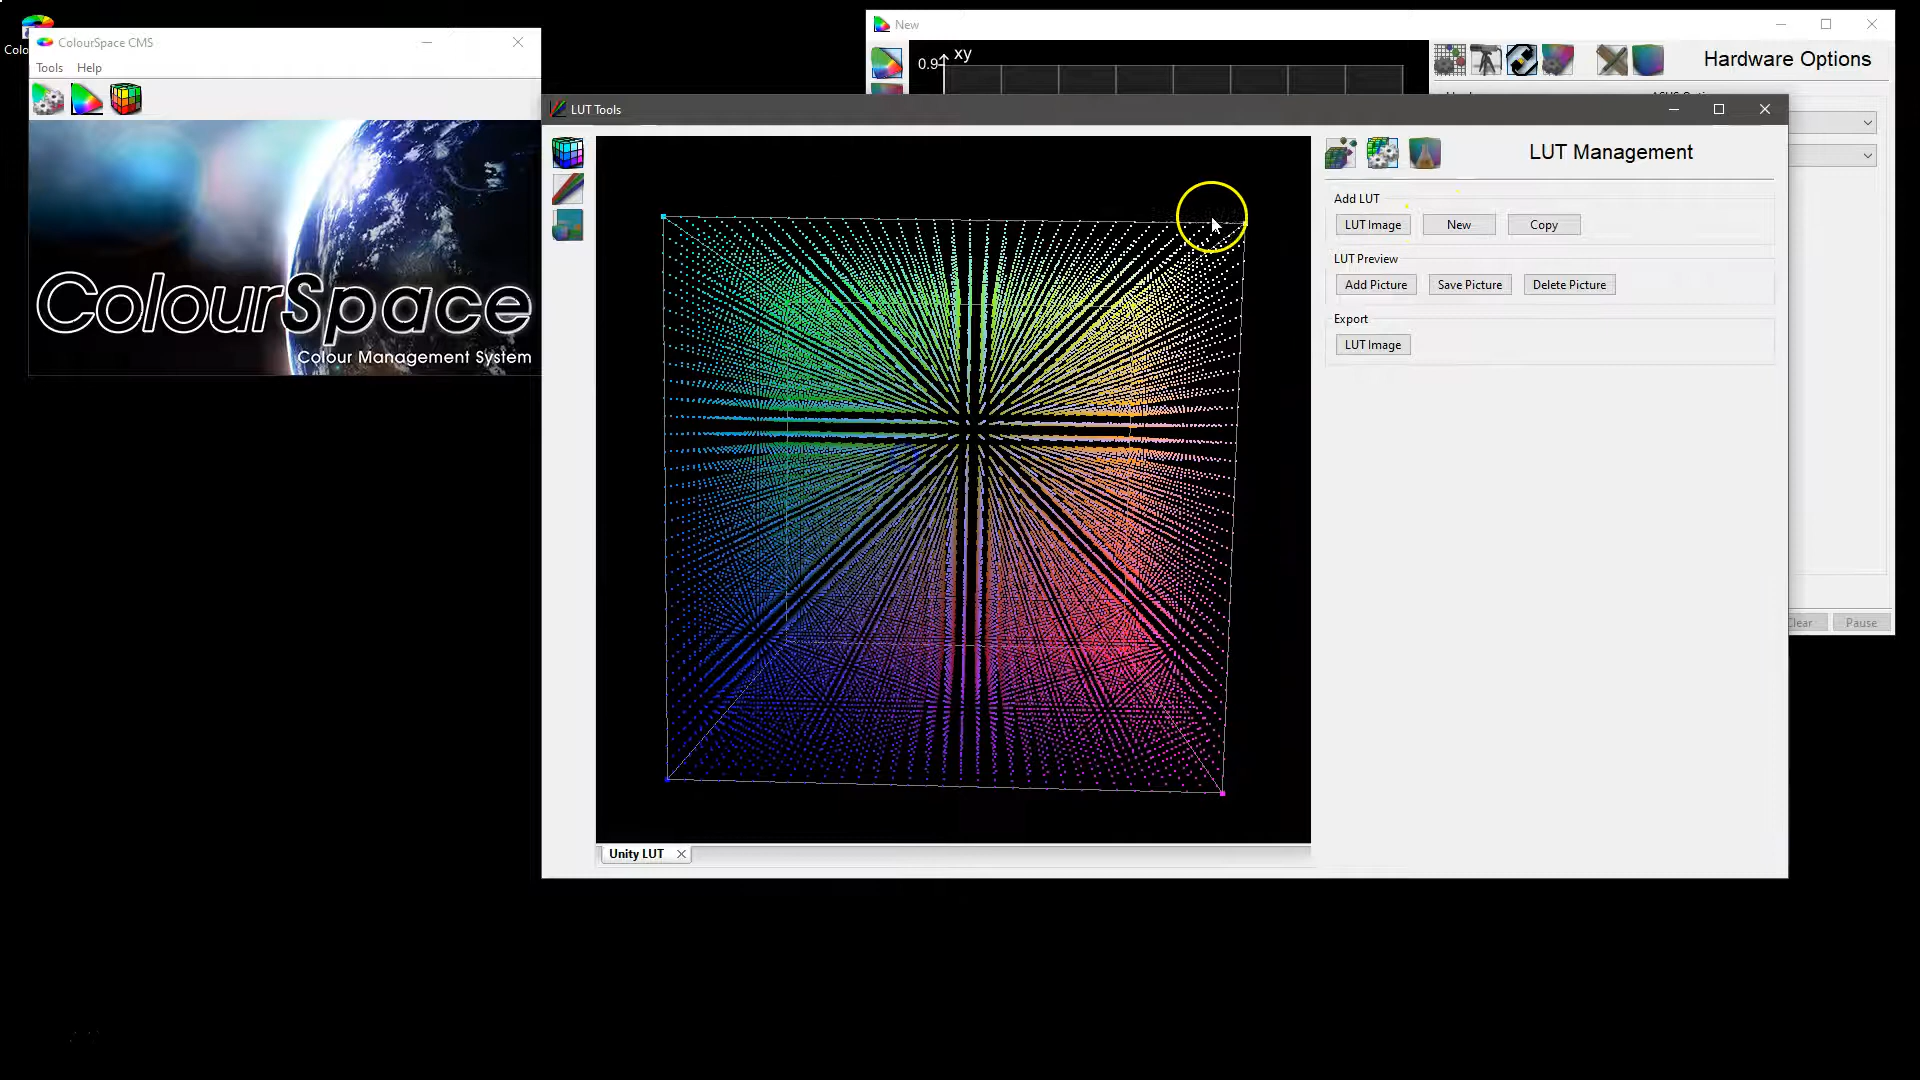 Colo
ColourSpace CMS
Tools Help
ColourSpace
Colour Management System
New
0.9 xy
Hardware Options
LUT Tools
LUT Management
Add LUT
LUT Image New Copy
LUT Preview
Add Picture Save Picture Delete Picture
Export
LUT Image
Clear Pause
Unity LUT